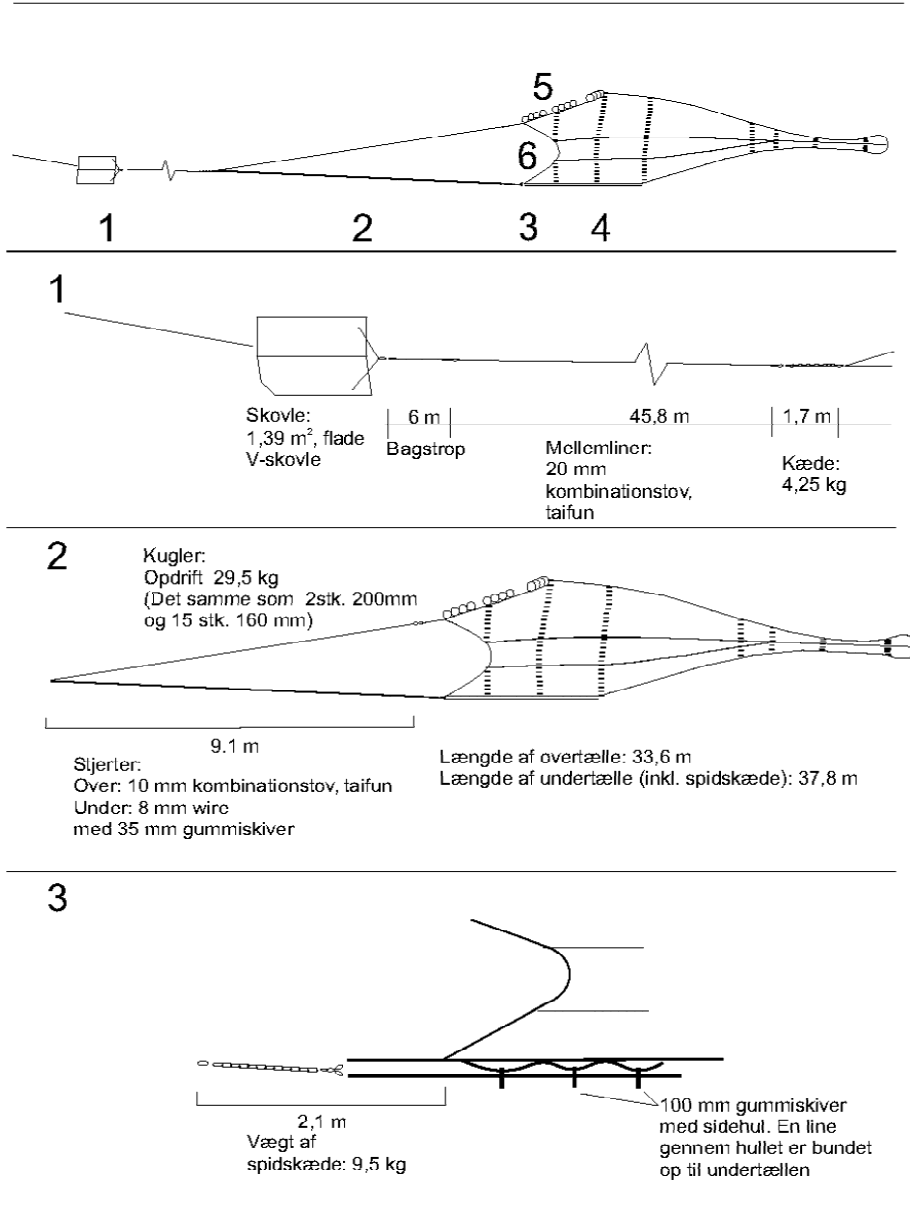 5
6
1 2 3 4
1
Skovle:
1,39 m², flade
V-skovle
6 m
Bagstrop
45,8 m
Mellemliner:
20 mm
kombinationstov,
taifun
1,7 m
Kæde:
4,25 kg
2
Kugler:
Opdrift 29,5 kg
(Det samme som 2stk. 200mm
og 15 stk. 160 mm)
9.1 m
Stjerter:
Over: 10 mm kombinationstov, taifun
Under: 8 mm wire
med 35 mm gummiskiver
Længde af overtælle: 33,6 m
Længde af undertælle (inkl. spidskæde): 37,8 m
3
2,1 m
Vægt af
spidskæde: 9,5 kg
100 mm gummiskiver
med sidehul. En line
gennem hullet er bundet
op til undertællen